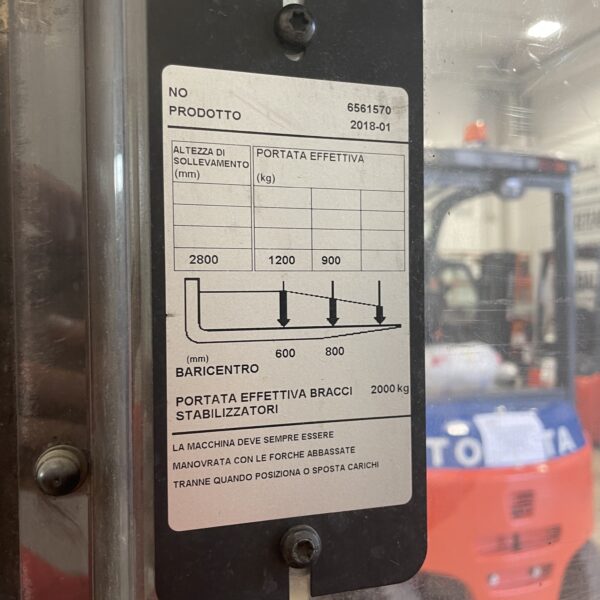 NO 6561570
PRODOTTO 2018-01
ALTEZZA DI SOLLEVAMENTO (mm)
PORTATA EFFETTIVA (kg)
2800 1200 900
(mm) 600 800
BARICENTRO
PORTATA EFFETTIVA BRACCI STABILIZZATORI 2000 kg
LA MACCHINA DEVE SEMPRE ESSERE
MANOVRATA CON LE FORCHE ABBASSATE
TRANNE QUANDO POSIZIONA O SPOSTA CARICHI
TO TA